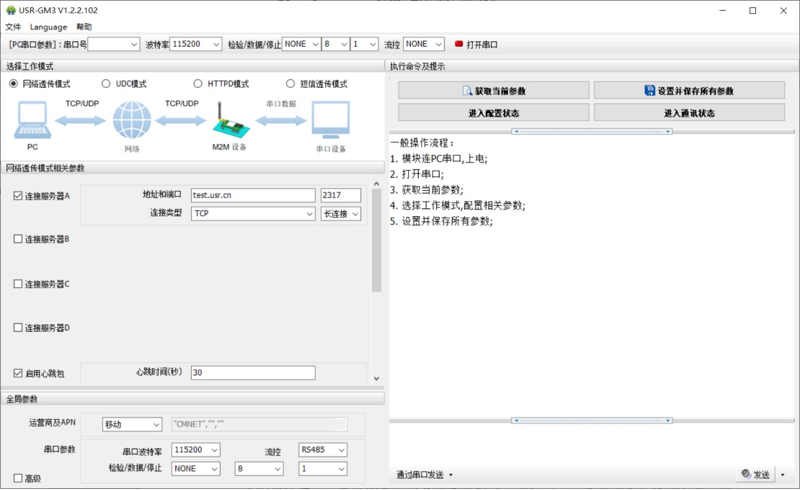 USR-GM3 V1.2.2.102
文件 Language 帮助
[PC串口参数]：串口号 波特率 115200 检验/数据/停止 NONE 8 1 流控 NONE 打开串口
选择工作模式
网络透传模式 UDC模式 HTTPD模式 短信透传模式
TCP/UDP TCP/UDP 串口数据
PC 网络 M2M 设备 串口设备
网络透传模式相关参数
连接服务器A 地址和端口 test.usr.cn 2317
连接类型 TCP 长连接
连接服务器B
连接服务器C
连接服务器D
启用心跳包 心跳时间(秒) 30
全局参数
运营商及APN 移动 "CMNET","",""
串口参数 串口波特率 115200 流控 RS485
检验/数据/停止 NONE 8 1
高级
执行命令及提示
获取当前参数 设置并保存所有参数
进入配置状态 进入通讯状态
一般操作流程：
1. 模块连PC串口,上电;
2. 打开串口;
3. 获取当前参数;
4. 选择工作模式,配置相关参数;
5. 设置并保存所有参数;
通过串口发送 发送